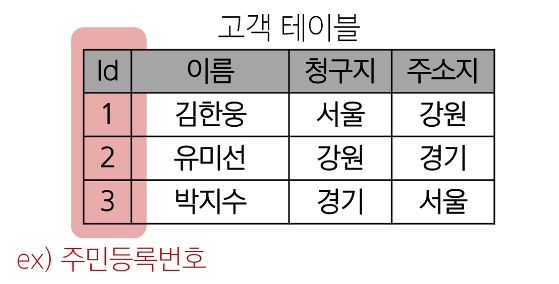 고객 테이블
Id 이름 청구지 주소지
1 김한웅 서울 강원
2 유미선 강원 경기
3 박지수 경기 서울
ex) 주민등록번호